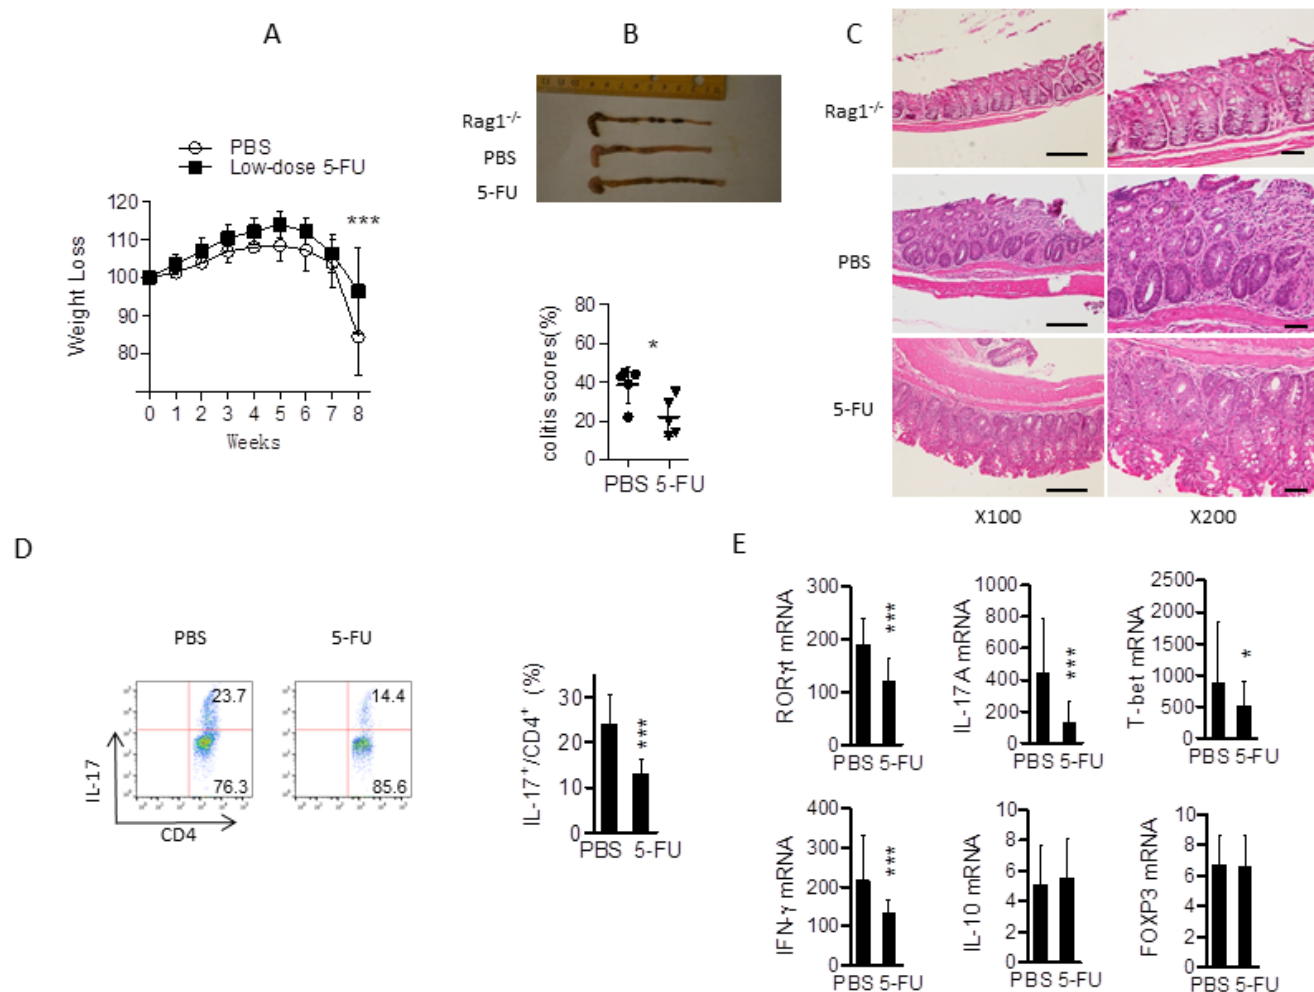 A
PBS
Low-dose 5-FU
120
110
100
90
80
***
Weight Loss
0 1 2 3 4 5 6 7 8
Weeks
B
Rag1-/-
PBS
5-FU
80
60
40
20
0
*
colitis scores(%)
PBS 5-FU
C
Rag1-/-
PBS
5-FU
X100 X200
D
PBS 5-FU
23.7 14.4
76.3 85.6
IL-17
CD4
30
20
10
0
***
IL-17+/CD4+ (%)
PBS 5-FU
E
300
200
100
0
***
RORγt mRNA
PBS 5-FU
1000
800
600
400
200
0
***
IL-17A mRNA
PBS 5-FU
2500
2000
1500
1000
500
0
*
T-bet mRNA
PBS 5-FU
400
300
200
100
0
***
IFN-γ mRNA
PBS 5-FU
10
8
6
4
2
0
IL-10 mRNA
PBS 5-FU
10
8
6
4
2
0
FOXP3 mRNA
PBS 5-FU